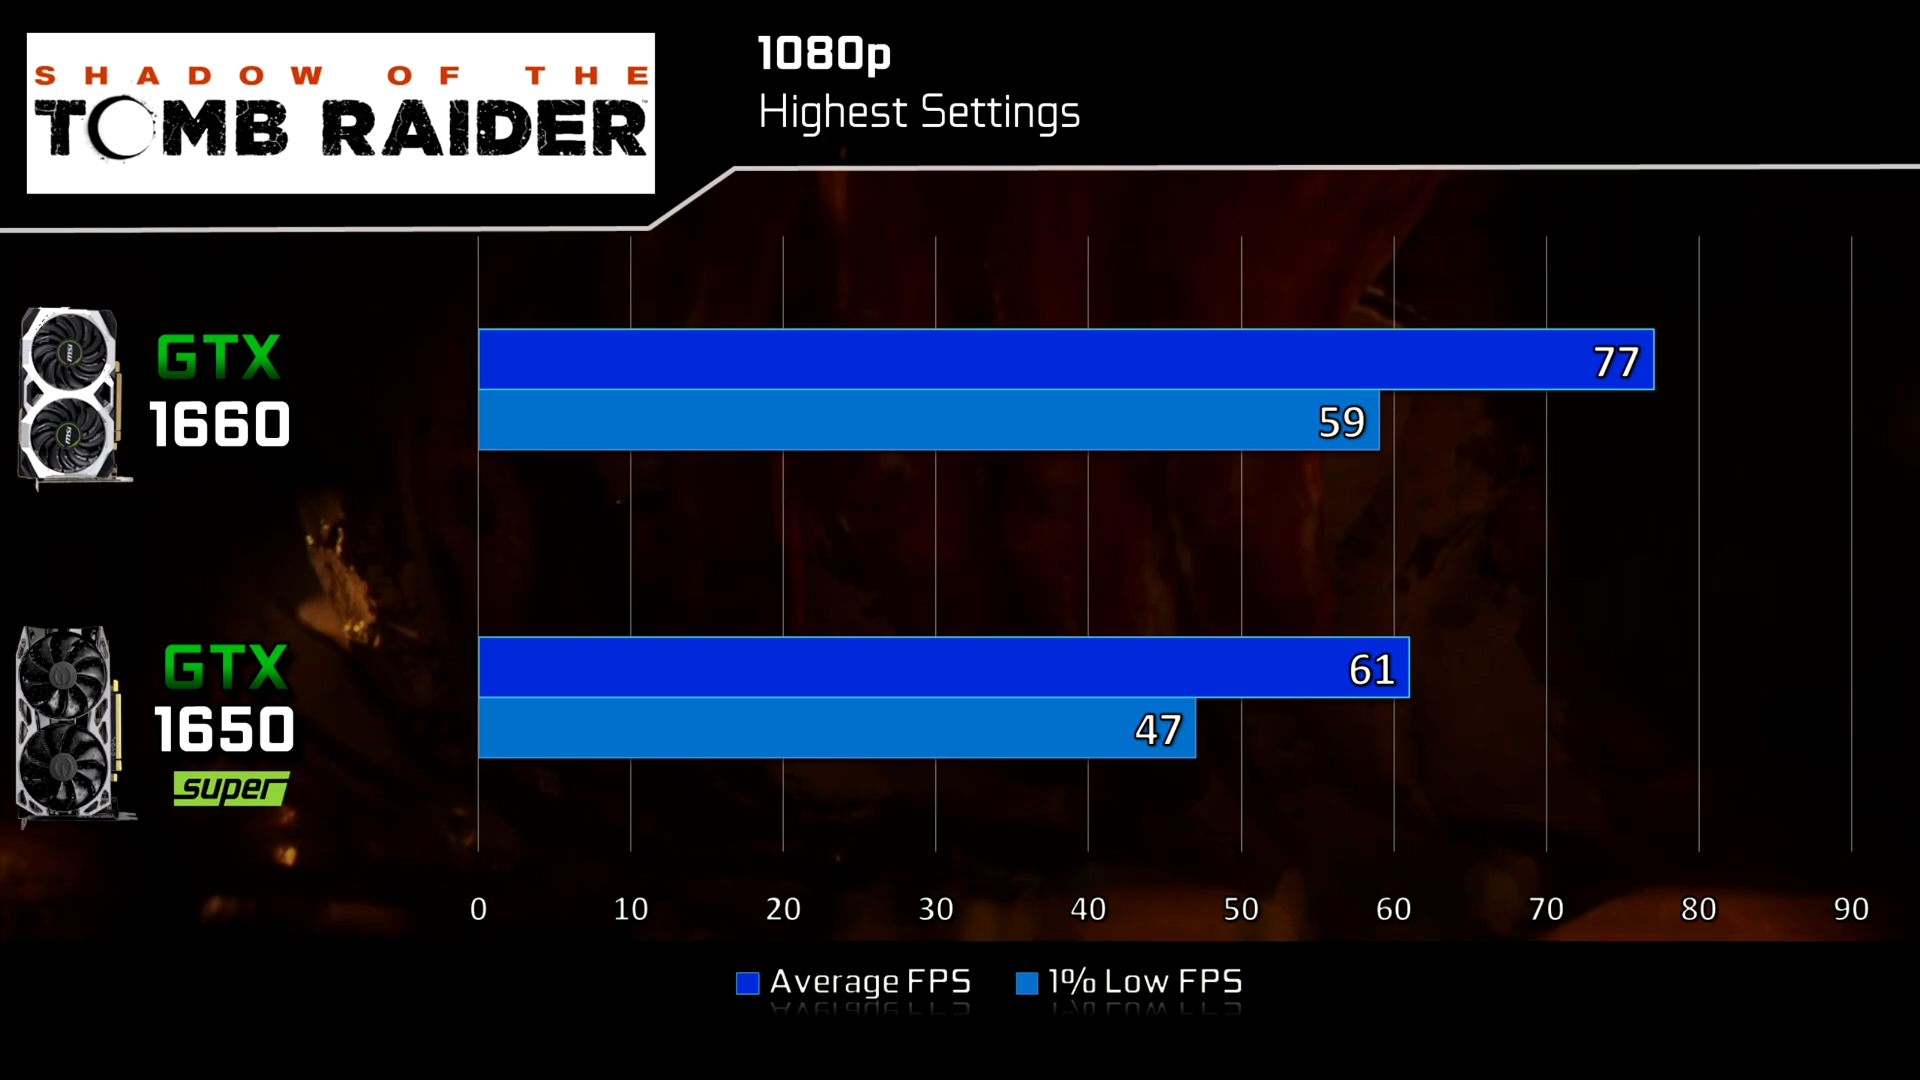 SHADOW OF THE
TOMB RAIDER
1080p
Highest Settings
GTX
1660
77
59
GTX
1650
super
61
47
0 10 20 30 40 50 60 70 80 90
Average FPS 1% Low FPS